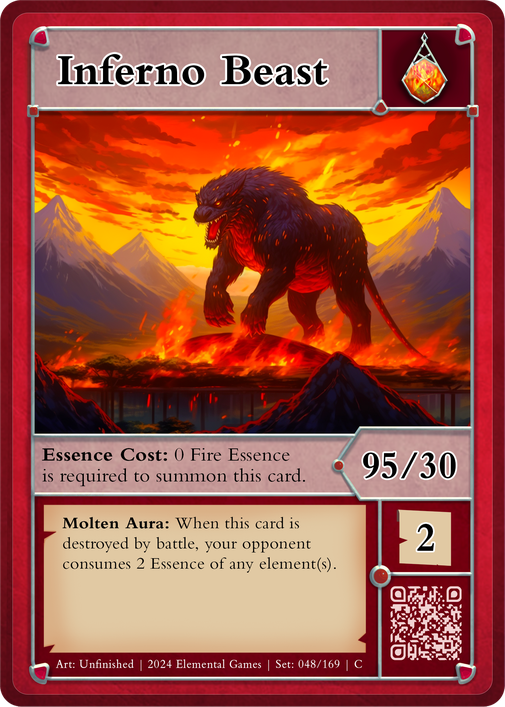 Inferno Beast
Essence Cost: 0 Fire Essence
is required to summon this card.
95/30
Molten Aura: When this card is
destroyed by battle, your opponent
consumes 2 Essence of any element(s).
2
Art: Unfinished | 2024 Elemental Games | Set: 048/169 | C